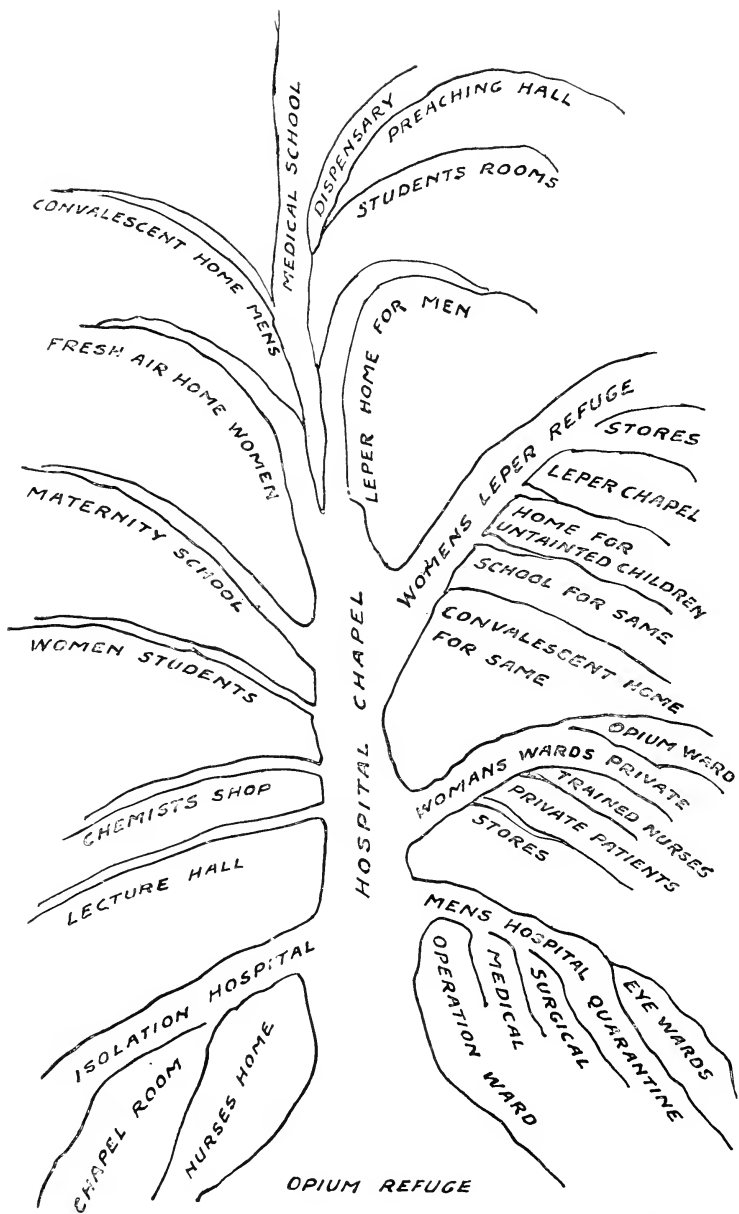 MEDICAL SCHOOL
DISPENSARY
PREACHING HALL
STUDENTS ROOMS
CONVALESCENT HOME MENS
LEPER HOME FOR MEN
FRESH AIR HOME WOMEN
WOMENS LEPER REFUGE
STORES
LEPER CHAPEL
HOME FOR
UNTAINTED CHILDREN
SCHOOL FOR SAME
CONVALESCENT HOME
FOR SAME
MATERNITY SCHOOL
WOMEN STUDENTS
HOSPITAL CHAPEL
OPIUM WARD
WOMANS WARDS PRIVATE
TRAINED NURSES
PRIVATE PATIENTS
STORES
CHEMISTS SHOP
LECTURE HALL
MENS HOSPITAL QUARANTINE
EYE WARDS
SURGICAL
MEDICAL
OPERATION WARD
ISOLATION HOSPITAL
CHAPEL ROOM
NURSES HOME
OPIUM REFUGE